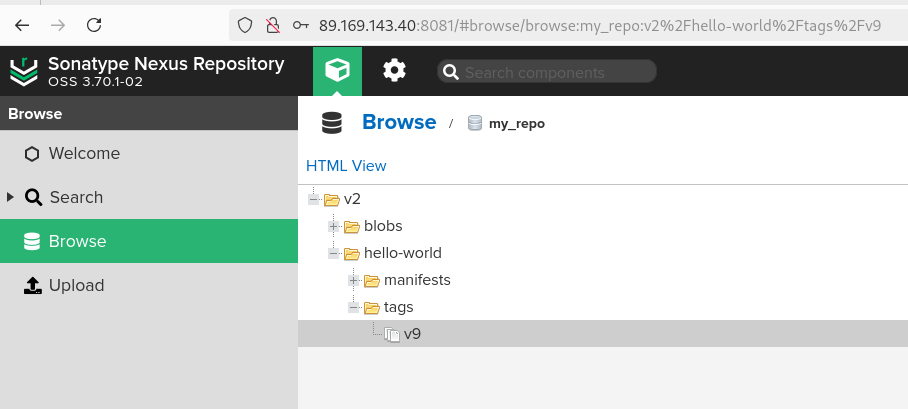 89.169.143.40:8081/#browse/browse:my_repo:v2%2Fhello-world%2Ftags%2Fv9
Sonatype Nexus Repository
OSS 3.70.1-02
Search components
Browse
Browse / my_repo
Welcome
HTML View
Search
v2
blobs
Browse
hello-world
Upload
manifests
tags
v9